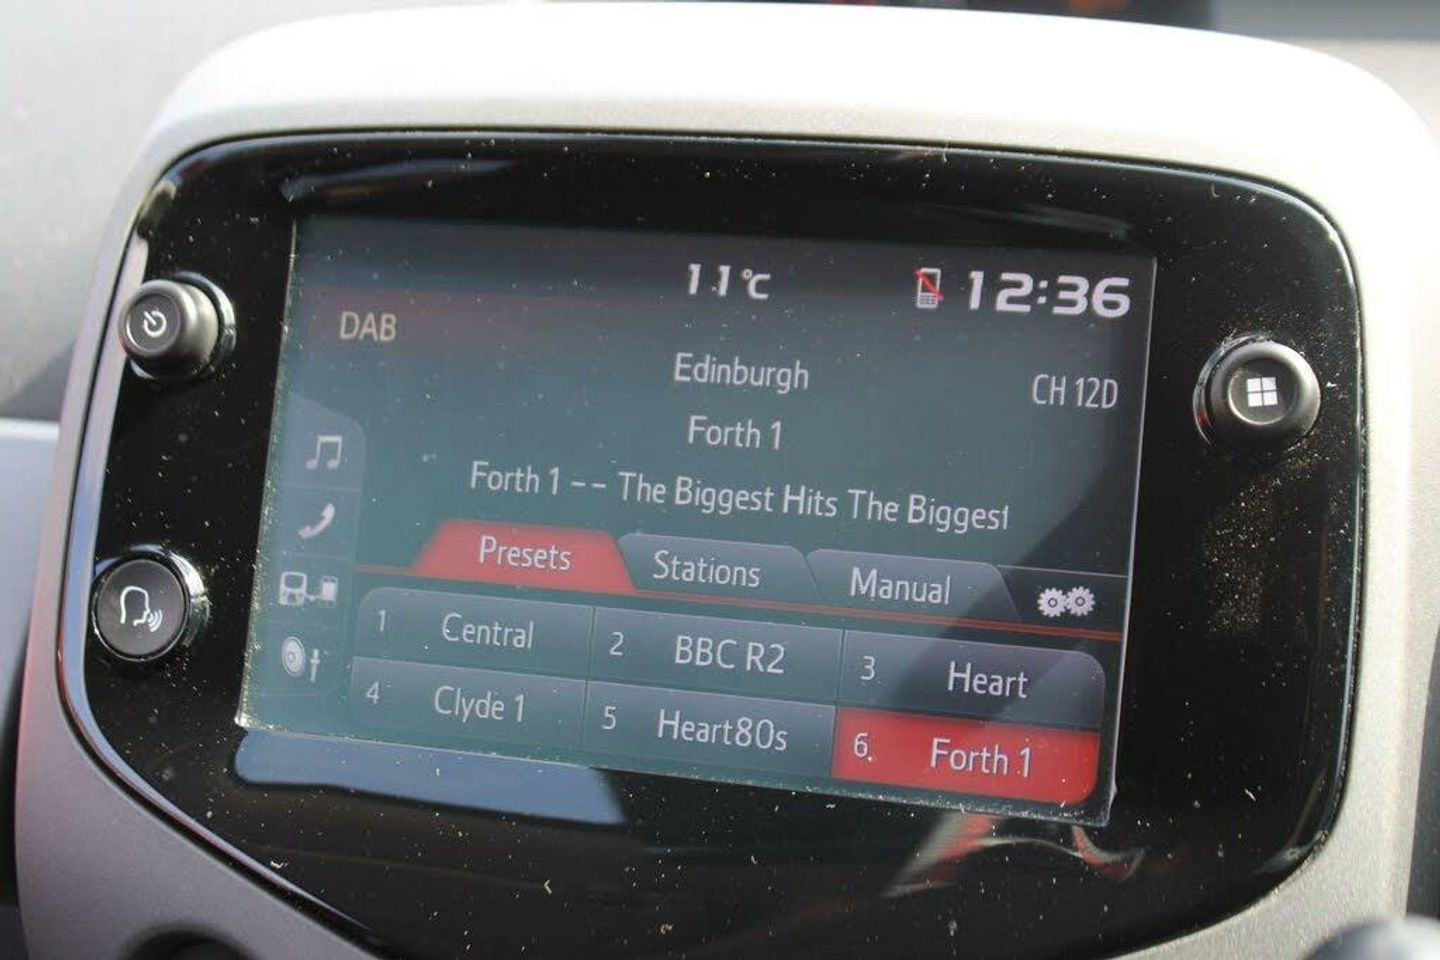 11°C 12:36
DAB
Edinburgh
CH 12D
Forth 1
Forth 1 -- The Biggest Hits The Biggest
Presets Stations Manual
1 Central 2 BBC R2 3 Heart
4 Clyde 1 5 Heart80s 6. Forth 1